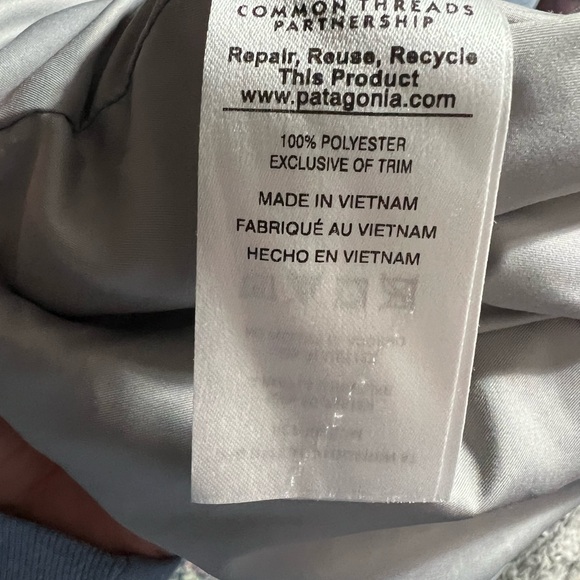 COMMON THREADS
PARTNERSHIP
Repair, Reuse, Recycle
This Product
www.patagonia.com
100% POLYESTER
EXCLUSIVE OF TRIM
MADE IN VIETNAM
FABRIQUÉ AU VIETNAM
HECHO EN VIETNAM